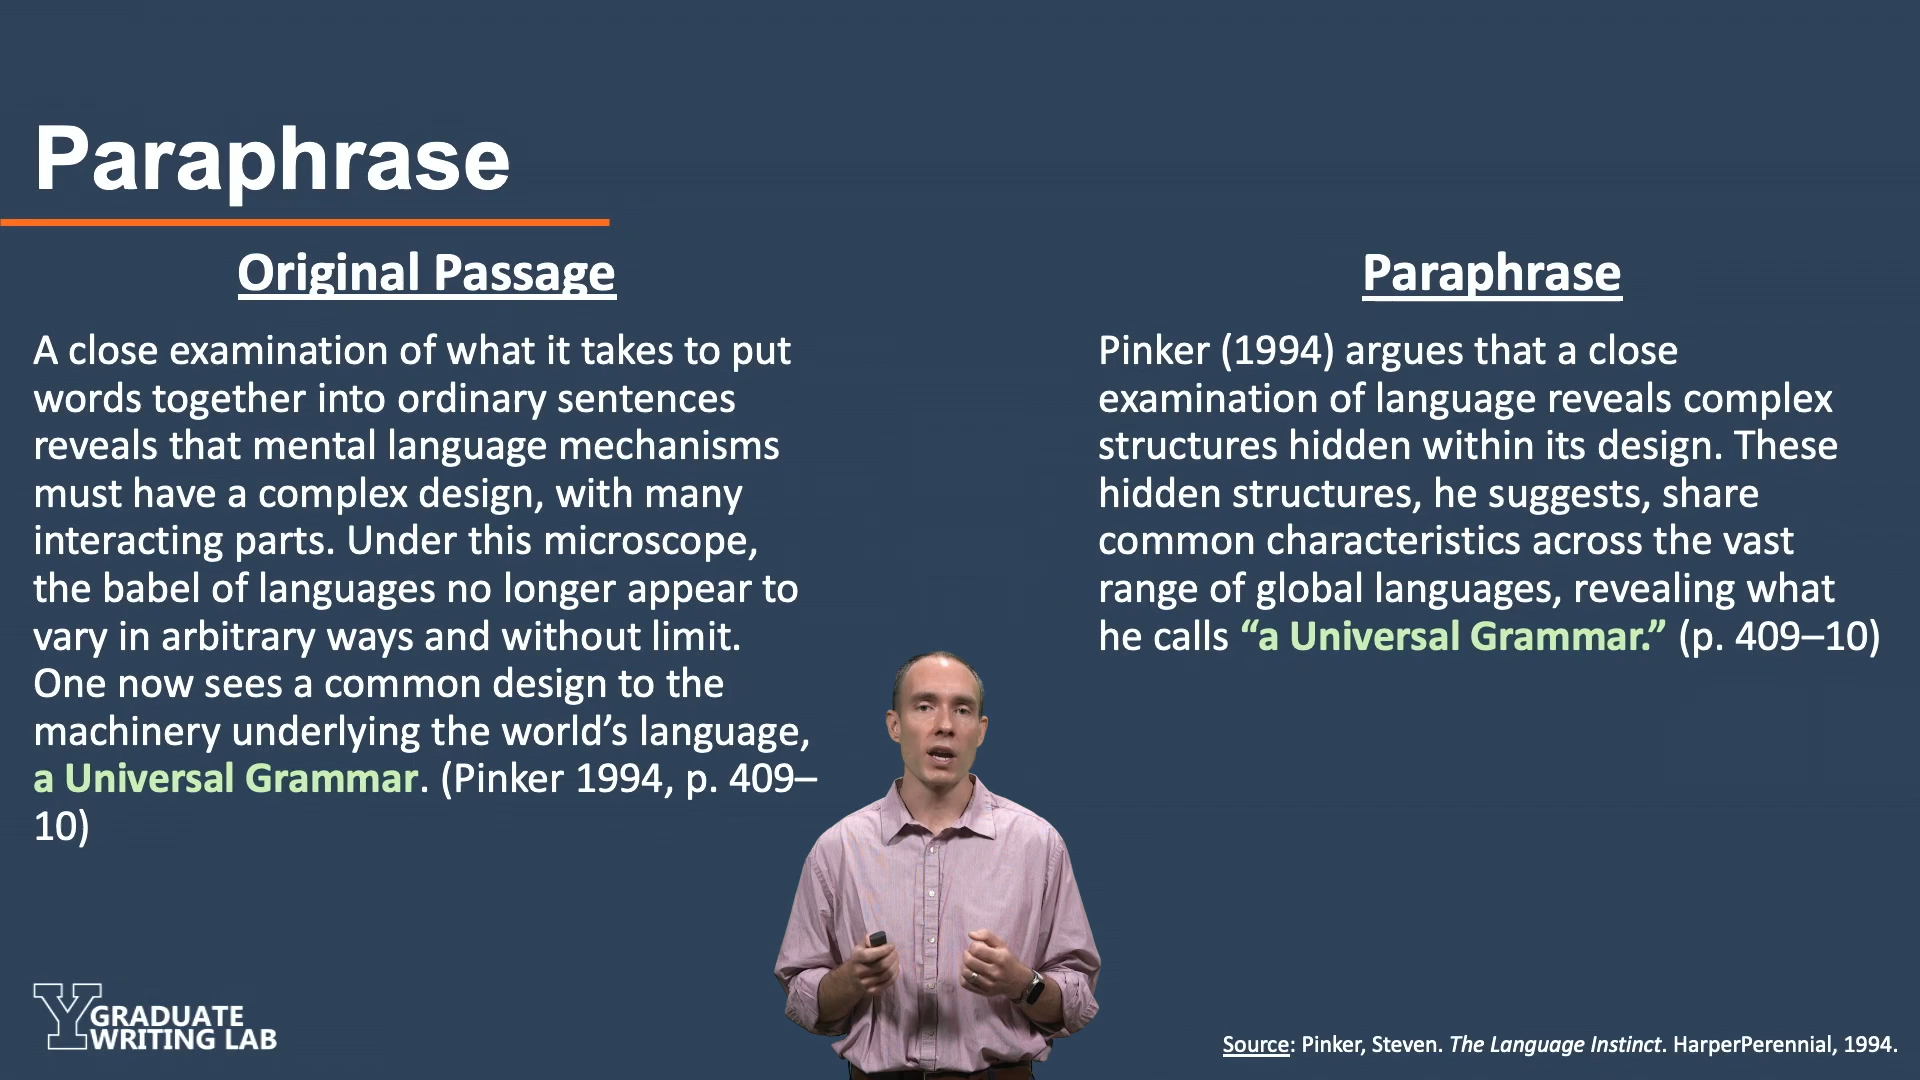 Paraphrase
Original Passage
A close examination of what it takes to put
words together into ordinary sentences
reveals that mental language mechanisms
must have a complex design, with many
interacting parts. Under this microscope,
the babel of languages no longer appear to
vary in arbitrary ways and without limit.
One now sees a common design to the
machinery underlying the world’s language,
a Universal Grammar. (Pinker 1994, p. 409–
10)
Paraphrase
Pinker (1994) argues that a close
examination of language reveals complex
structures hidden within its design. These
hidden structures, he suggests, share
common characteristics across the vast
range of global languages, revealing what
he calls “a Universal Grammar.” (p. 409–10)
Y GRADUATE
WRITING LAB
Source: Pinker, Steven. The Language Instinct. HarperPerennial, 1994.